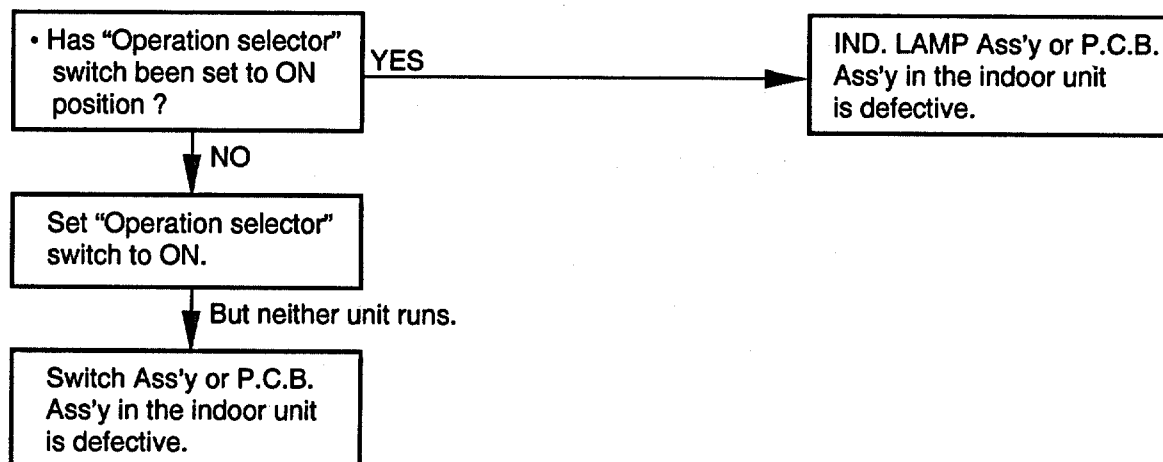 • Has “Operation selector”
switch been set to ON
position ?
YES
IND. LAMP Ass'y or P.C.B.
Ass'y in the indoor unit
is defective.
NO
Set “Operation selector”
switch to ON.
But neither unit runs.
Switch Ass'y or P.C.B.
Ass'y in the indoor unit
is defective.